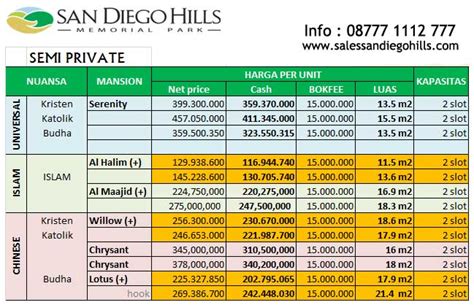 SAN DIEGO HILLS
MEMORIAL PARK
Info : 08777 1112 777
www.salessandiegohills.com
SEMI PRIVATE
NUANSA MANSION HARGA PER UNIT KAPASITAS
Net price Cash BOKFEE LUAS
UNIVERSAL Kristen Serenity 399.300.000 359.370.000 15.000.000 13.5 m2 2 slot
Katolik 457.050.000 411.345.000 15.000.000 15.5 m2 2 slot
Budha 359.500.350 323.550.315 15.000.000 13.5 m2 2 slot
ISLAM ISLAM Al Halim (+) 129.938.600 116.944.740 15.000.000 11.5 m2 2 slot
145.228.600 130.705.740 15.000.000 13.6 m2 2 slot
Al Maajid (+) 224,750,000 220,275,000 15.000.000 16.9 m2 2 slot
275,000,000 247,500,000 15.000.000 18.3 m2 2 slot
CHINESE Kristen Willow (+) 256.300.000 230.670.000 15.000.000 18.6 m2 2 slot
Katolik 246.653.000 221.987.700 15.000.000 17.9 m2 2 slot
Chrysant 345,000,000 310,500,000 15.000.000 16 m2 2 slot
Chrysant 378,000,000 340,200,000 15.000.000 18 m2 2 slot
Budha Lotus (+) 225.327.850 202.795.065 15.000.000 17.9 m2 2 slot
hook 269.386.700 242.448.030 15.000.000 21.4 m2 2 slot